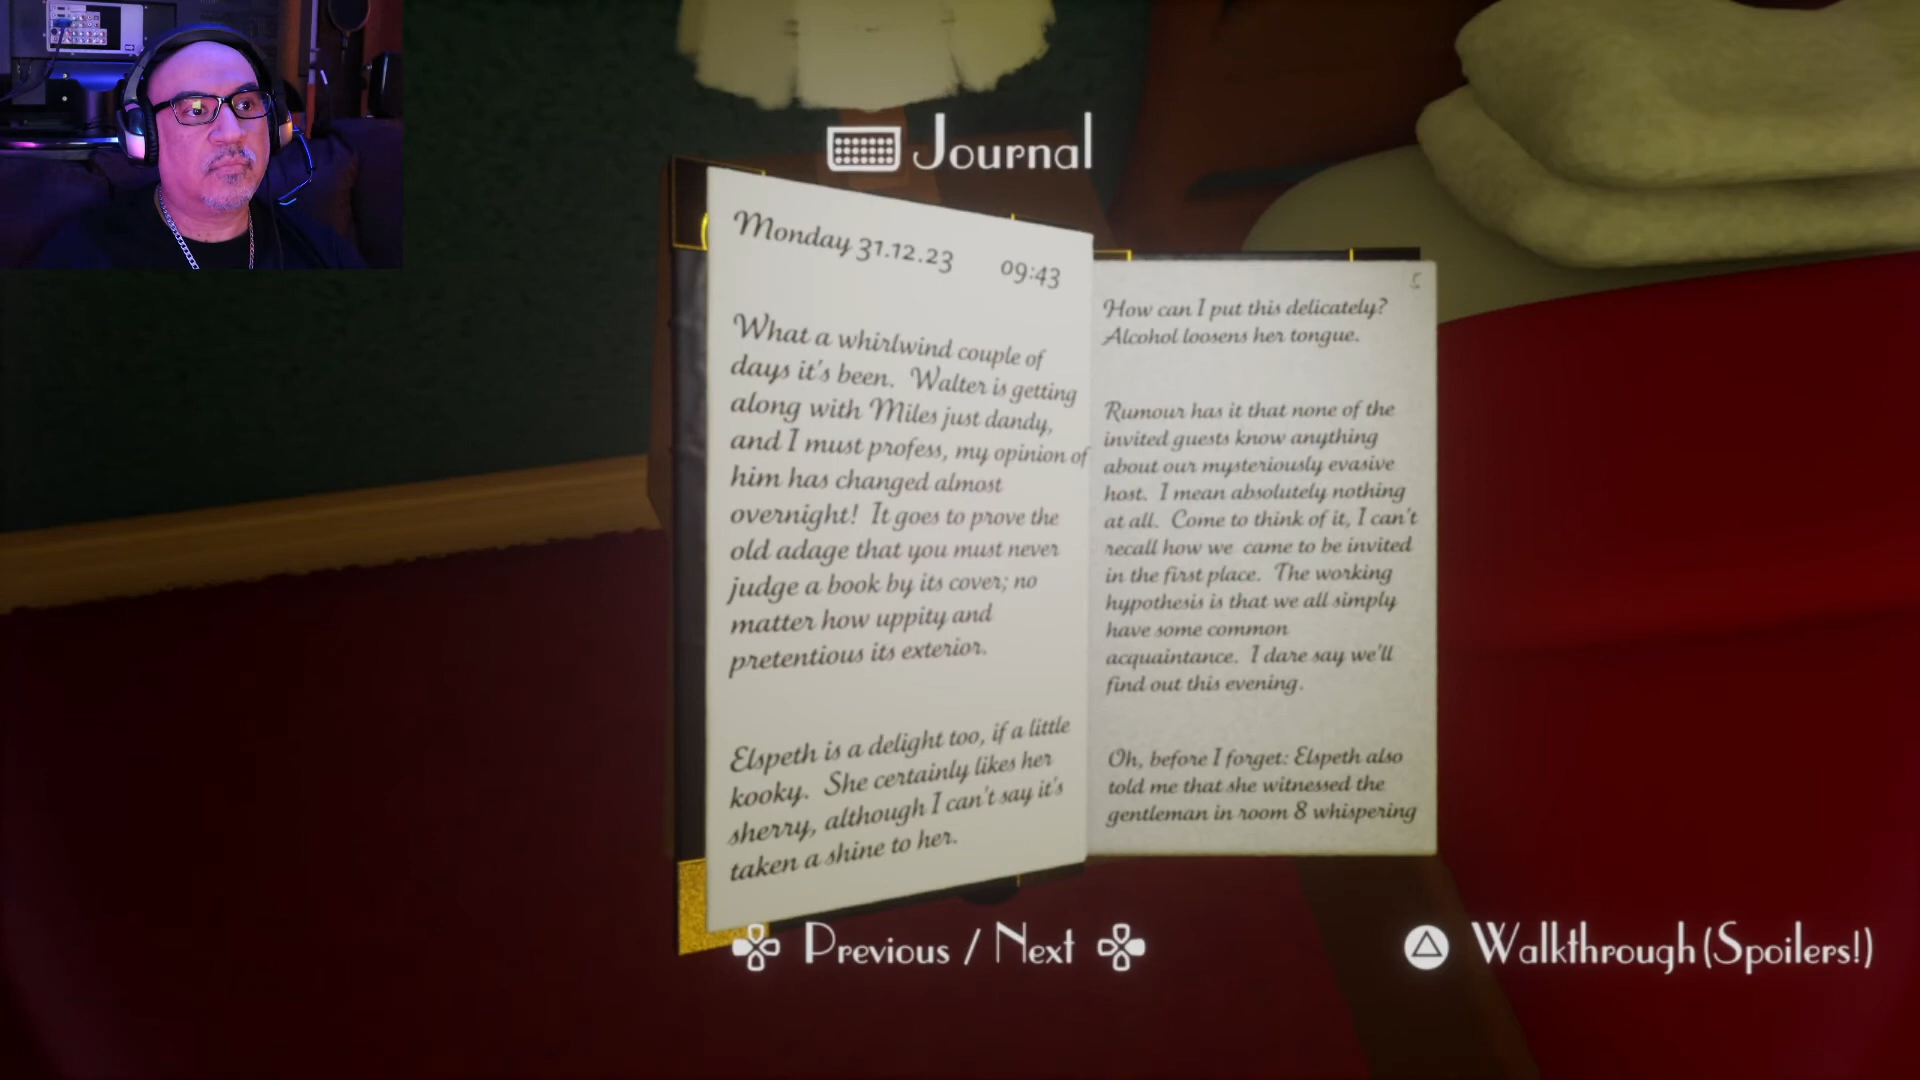 Journal
Monday 31.12.23 09:43
What a whirlwind couple of
days it's been. Walter is getting
along with Miles just dandy,
and I must profess, my opinion of
him has changed almost
overnight! It goes to prove the
old adage that you must never
judge a book by its cover; no
matter how uppity and
pretentious its exterior.
Elspeth is a delight too, if a little
kooky. She certainly likes her
sherry, although I can't say it's
taken a shine to her.
5
How can I put this delicately?
Alcohol loosens her tongue.
Rumour has it that none of the
invited guests know anything
about our mysteriously evasive
host. I mean absolutely nothing
at all. Come to think of it, I can't
recall how we came to be invited
in the first place. The working
hypothesis is that we all simply
have some common
acquaintance. I dare say we'll
find out this evening.
Oh, before I forget: Elspeth also
told me that she witnessed the
gentleman in room 8 whispering
Previous / Next
Walkthrough (Spoilers!)